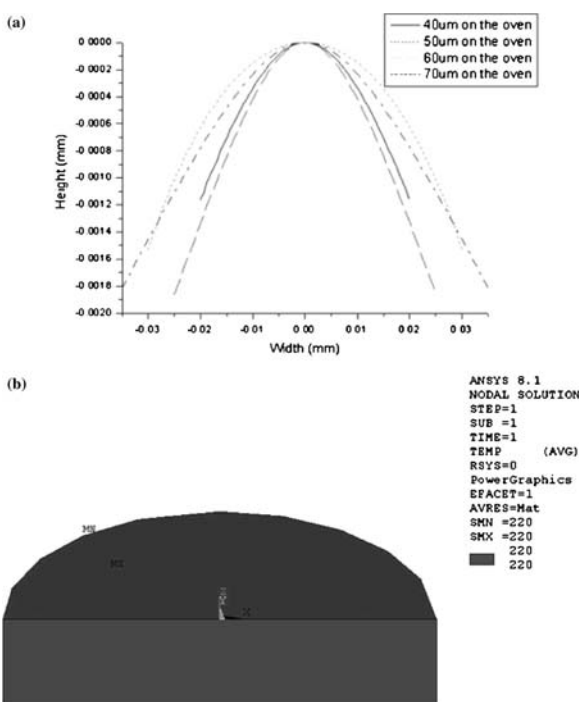 (a)
40um on the oven
50um on the oven
60um on the oven
70um on the oven
0 0000
-0 0002
-0 0004
-0 0006
-0 0008
-0 0010
-0 0012
-0 0014
-0 0016
-0 0018
-0 0020
Height (mm)
-0 03
-0 02
-0 01
0 00
0 01
0 02
0 03
Width (mm)
(b)
ANSYS 8.1
NODAL SOLUTION
STEP=1
SUB =1
TIME=1
TEMP (AVG)
RSYS=0
PowerGraphics
EFACET=1
AVRES=Mat
SMN =220
SMX =220
220
220
MN
MX
X